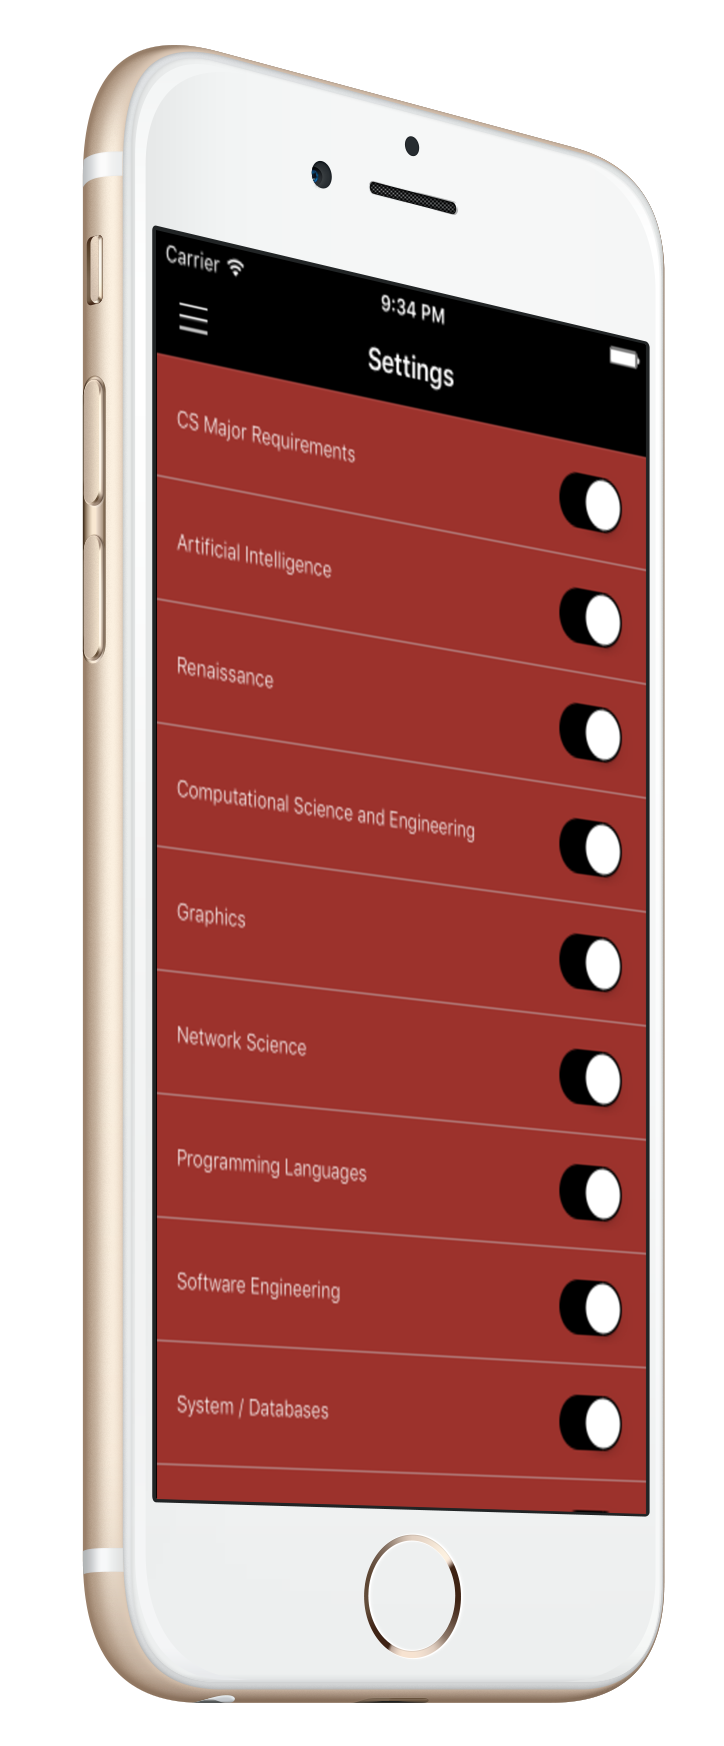 Carrier
9:34 PM
Settings
CS Major Requirements
Artificial Intelligence
Renaissance
Computational Science and Engineering
Graphics
Network Science
Programming Languages
Software Engineering
System / Databases